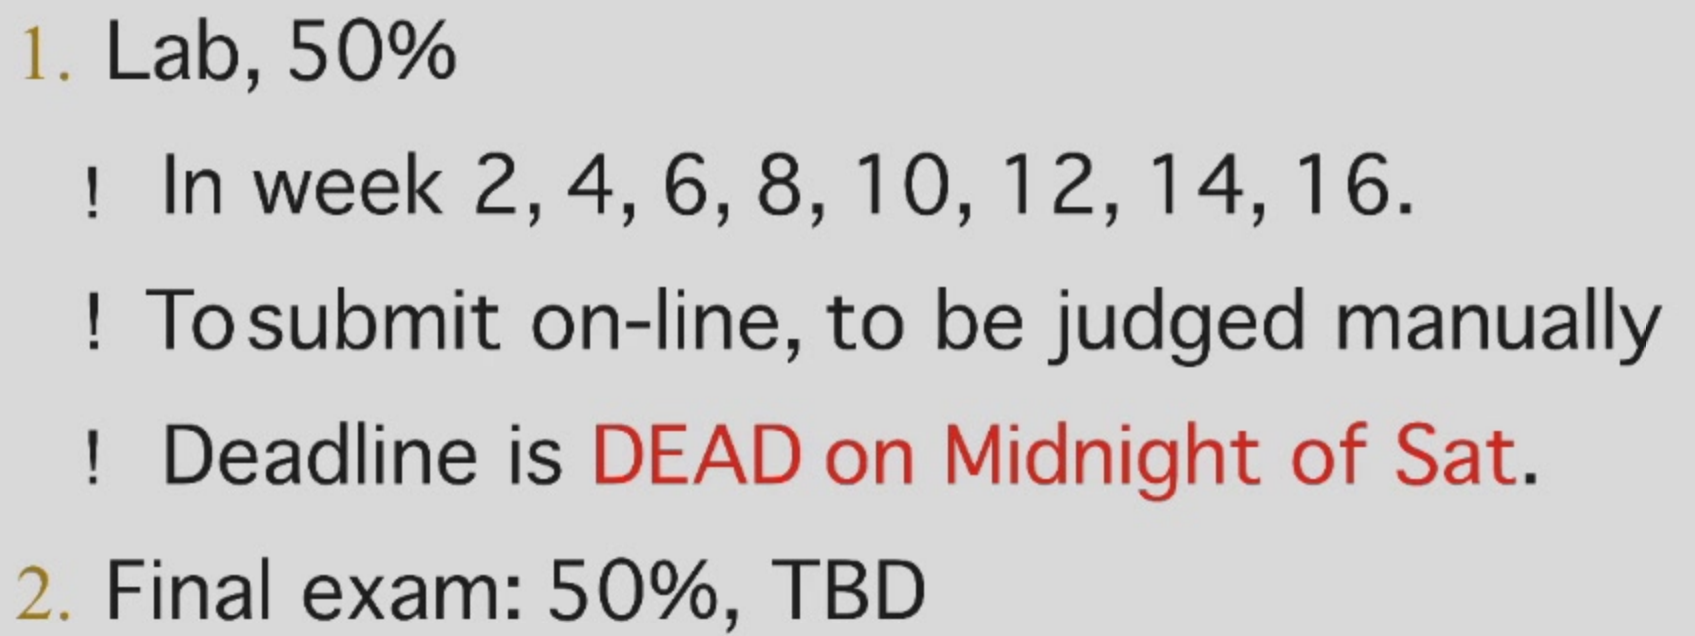 1. Lab, 50%
! In week 2, 4, 6, 8, 10, 12, 14, 16.
! To submit on-line, to be judged manually
! Deadline is DEAD on Midnight of Sat.
2. Final exam: 50%, TBD